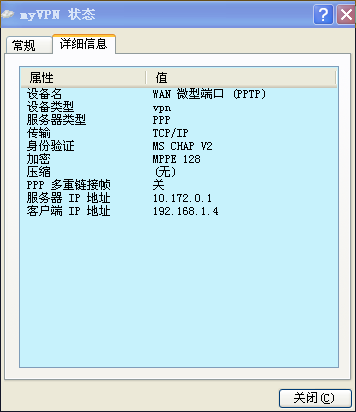 myVPN 状态
常规 详细信息
属性 值
设备名 WAN 微型端口 (PPTP)
设备类型 vpn
服务器类型 PPP
传输 TCP/IP
身份验证 MS CHAP V2
加密 MPPE 128
压缩 (无)
PPP 多重链接帧 关
服务器 IP 地址 10.172.0.1
客户端 IP 地址 192.168.1.4
关闭(C)